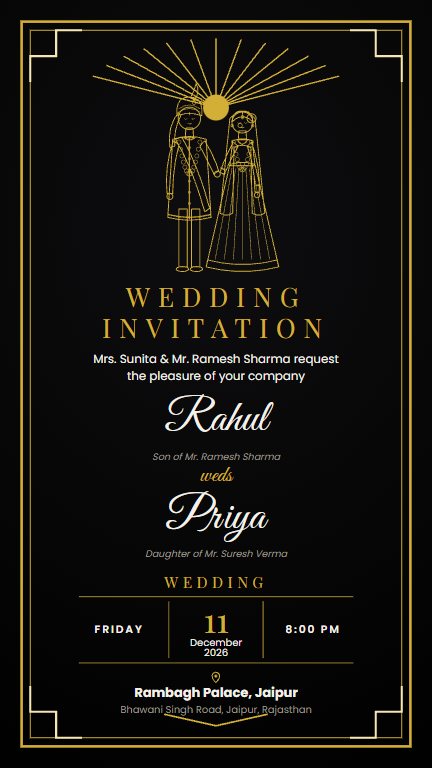 WEDDING
INVITATION
Mrs. Sunita & Mr. Ramesh Sharma request
the pleasure of your company
Rahul
Son of Mr. Ramesh Sharma
weds
Priya
Daughter of Mr. Suresh Verma
WEDDING
FRIDAY
11
December
2026
8:00 PM
Rambagh Palace, Jaipur
Bhawani Singh Road, Jaipur, Rajasthan